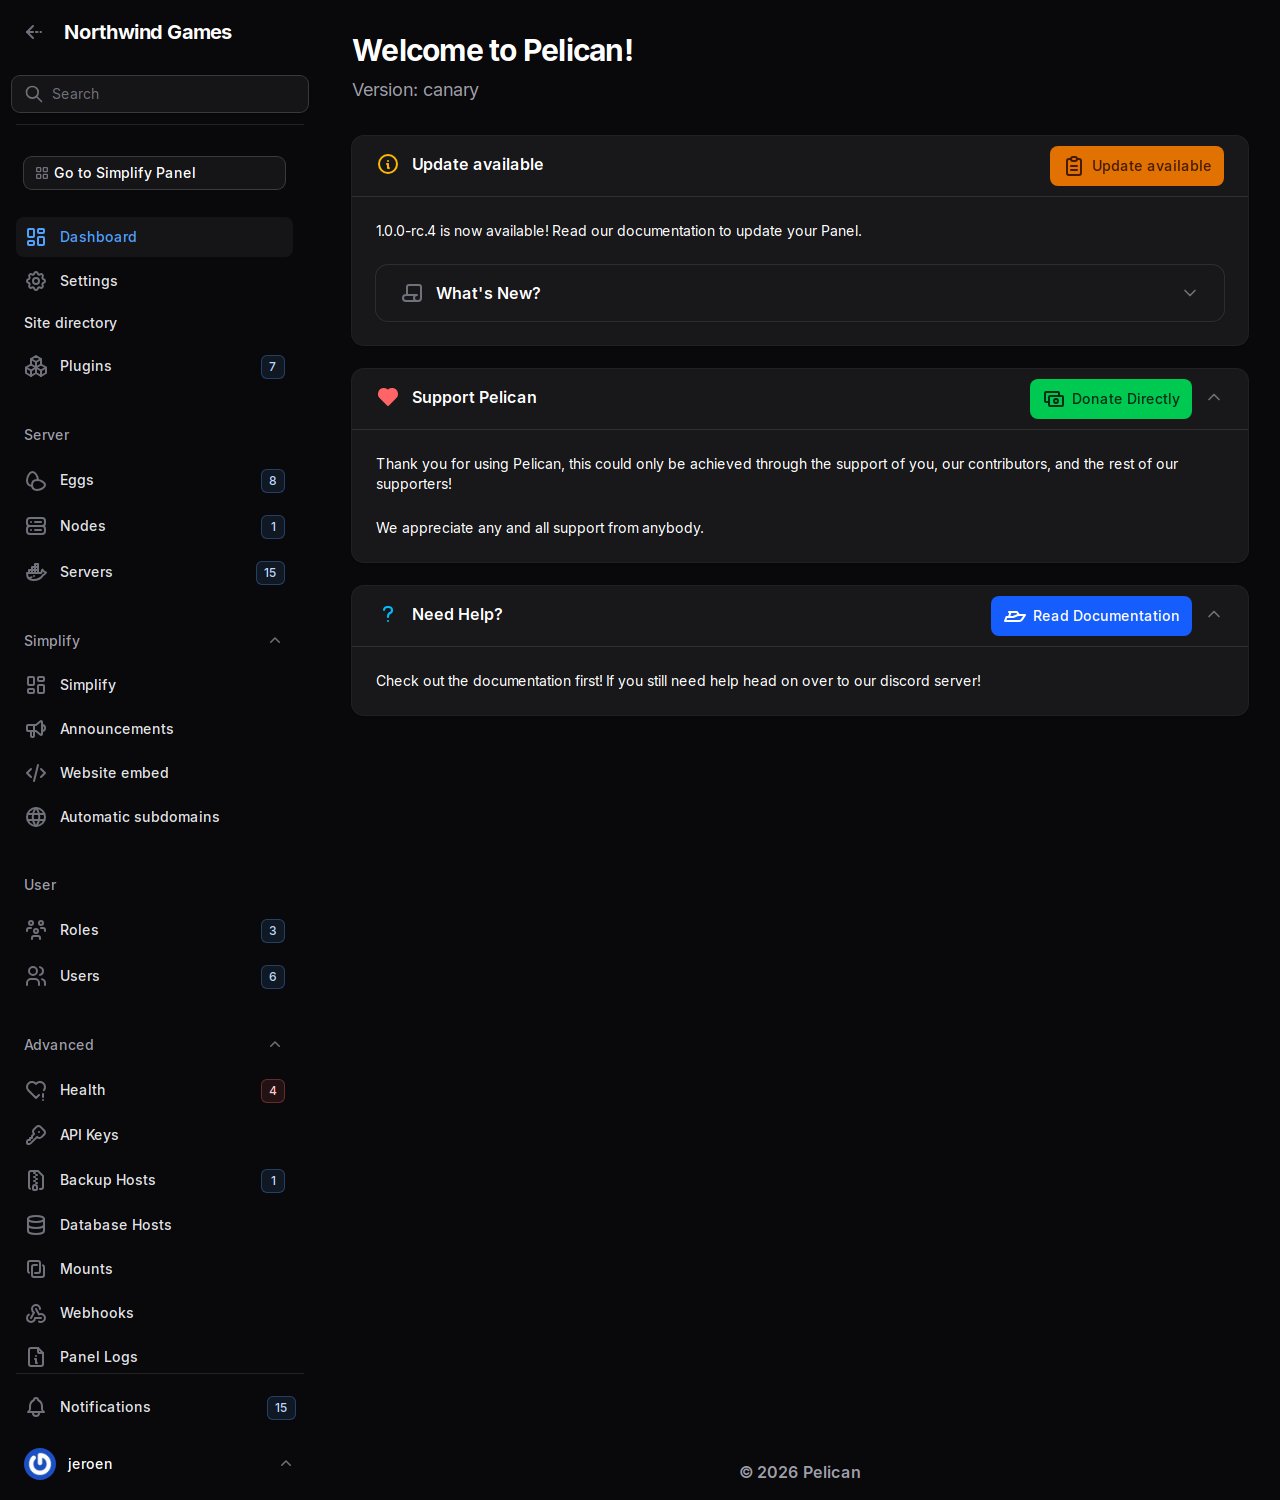 Northwind Games
Search
Go to Simplify Panel
Dashboard
Settings
Site directory
Plugins 7
Server
Eggs 8
Nodes 1
Servers 15
Simplify
Simplify
Announcements
Website embed
Automatic subdomains
User
Roles 3
Users 6
Advanced
Health 4
API Keys
Backup Hosts 1
Database Hosts
Mounts
Webhooks
Panel Logs
Notifications 15
jeroen
Welcome to Pelican!
Version: canary
Update available
Update available
1.0.0-rc.4 is now available! Read our documentation to update your Panel.
What's New?
Support Pelican
Donate Directly
Thank you for using Pelican, this could only be achieved through the support of you, our contributors, and the rest of our
supporters!
We appreciate any and all support from anybody.
Need Help?
Read Documentation
Check out the documentation first! If you still need help head on over to our discord server!
© 2026 Pelican